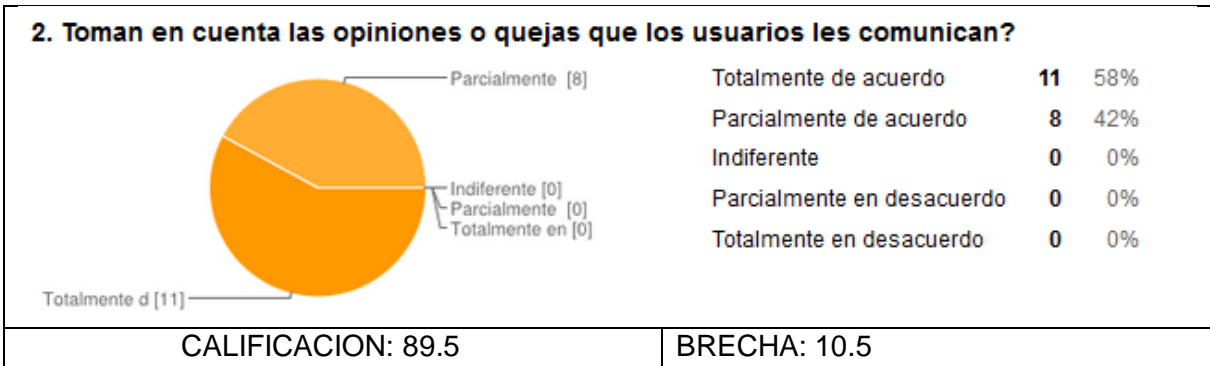 2. Toman en cuenta las opiniones o quejas que los usuarios les comunican?
Parcialmente [8]
Indiferente [0]
Parcialmente [0]
Totalmente en [0]
Totalmente d [11]
Totalmente de acuerdo 11 58%
Parcialmente de acuerdo 8 42%
Indiferente 0 0%
Parcialmente en desacuerdo 0 0%
Totalmente en desacuerdo 0 0%
CALIFICACION: 89.5
BRECHA: 10.5